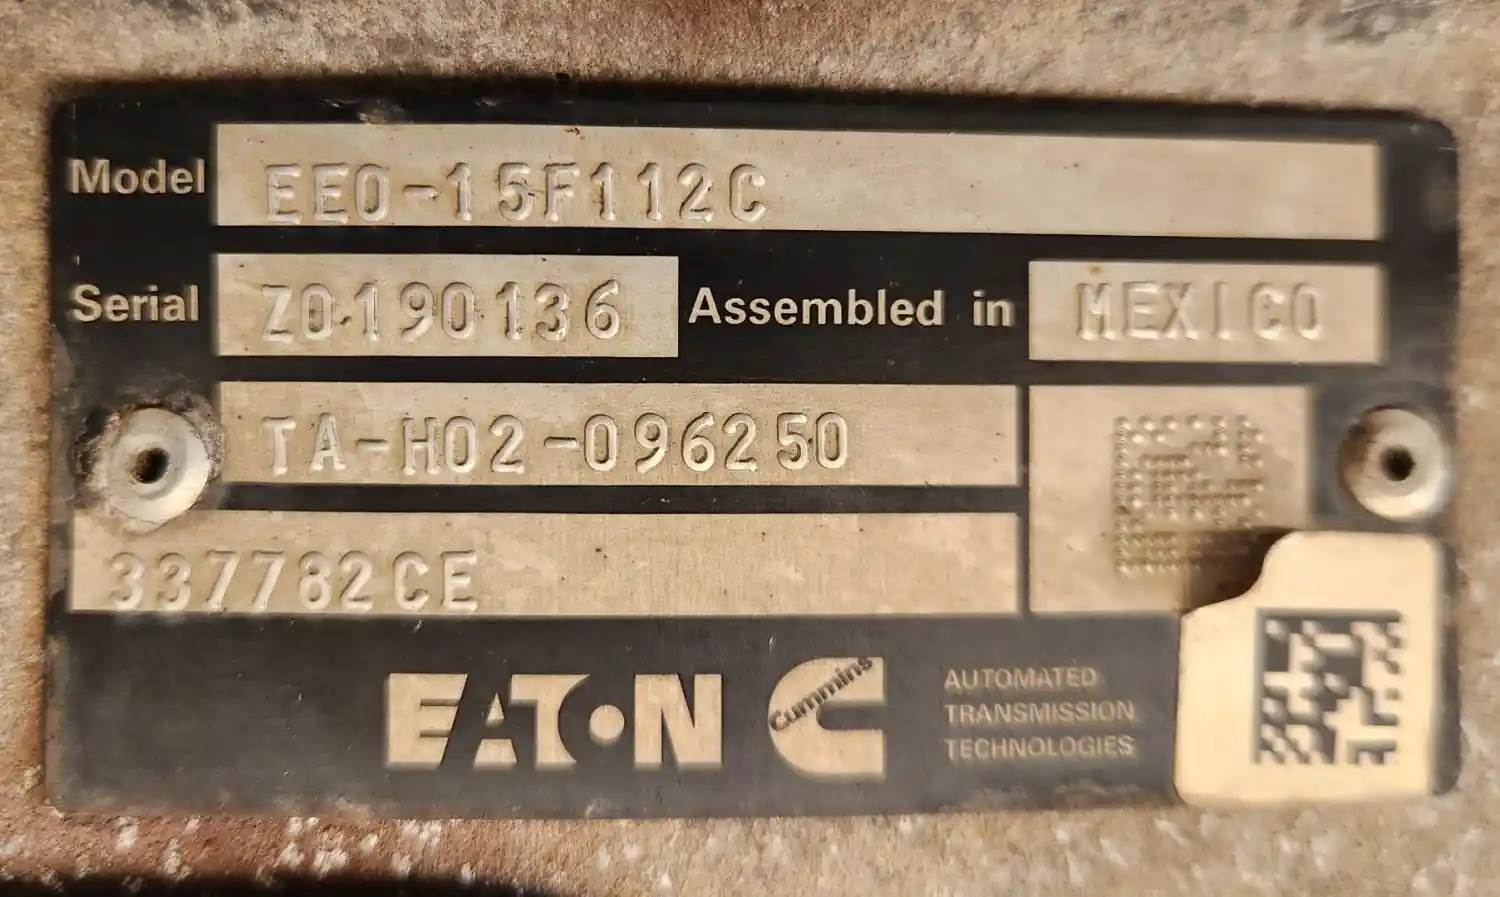 Model EEO-15F112C
Serial Z0190136 Assembled in MEXICO
TA-H02-096250
337782CE
EATON Cummins AUTOMATED
TRANSMISSION
TECHNOLOGIES